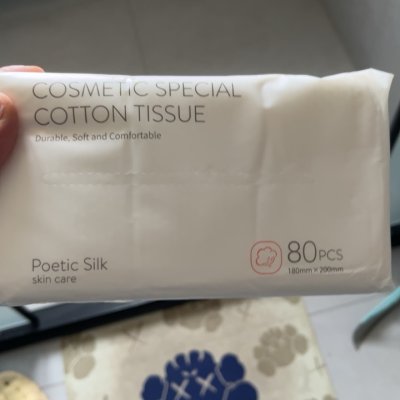 COSMETIC SPECIAL
COTTON TISSUE
Durable, Soft and Comfortable
Poetic Silk
skin care
80PCS
180mm×200mm